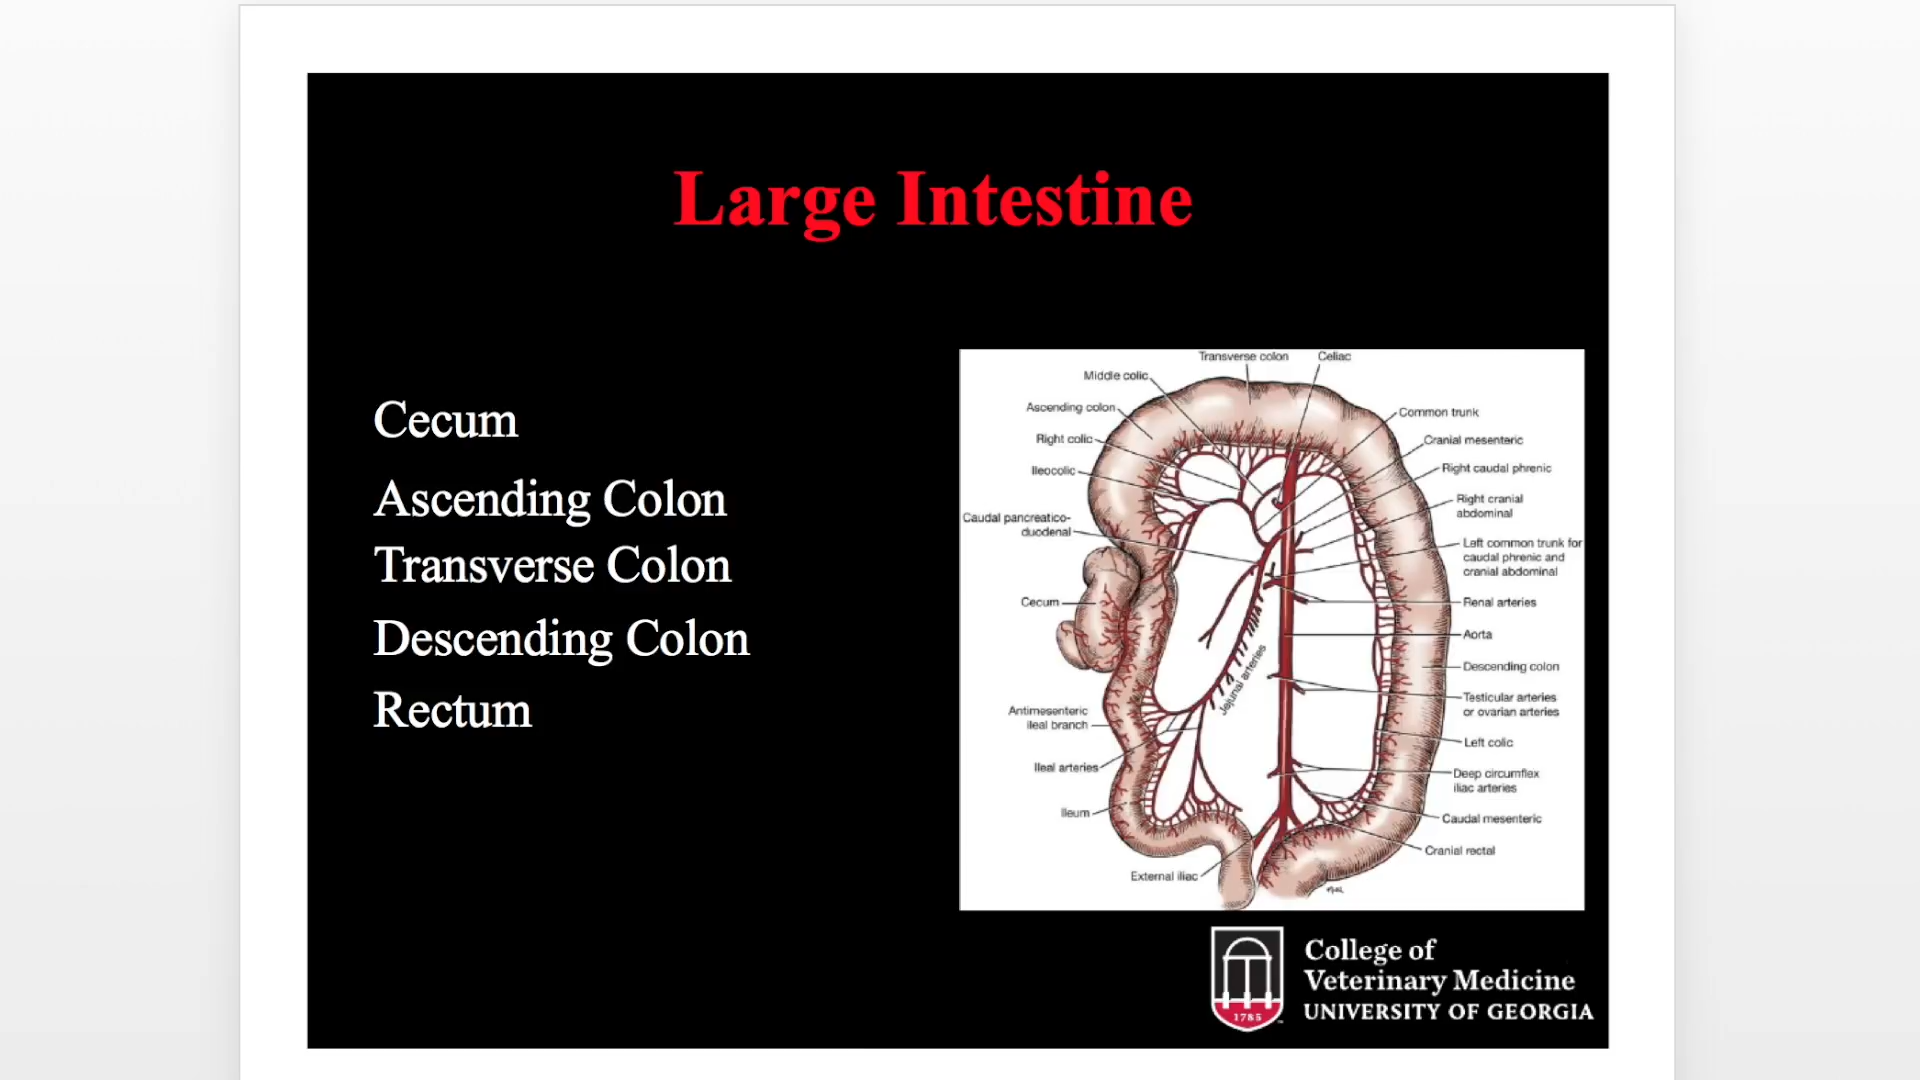 Large Intestine
Cecum
Ascending Colon
Transverse Colon
Descending Colon
Rectum
Transverse colon
Celiac
Middle colic
Ascending colon
Right colic
Ileocolic
Caudal pancreatico-
duodenal
Cecum
Antimesenteric
ileal branch
Ileal arteries
Ileum
External iliac
Jejunal arteries
Common trunk
Cranial mesenteric
Right caudal phrenic
Right cranial
abdominal
Left common trunk for
caudal phrenic and
cranial abdominal
Renal arteries
Aorta
Descending colon
Testicular arteries
or ovarian arteries
Left colic
Deep circumflex
iliac arteries
Caudal mesenteric
Cranial rectal
1785
College of
Veterinary Medicine
UNIVERSITY OF GEORGIA